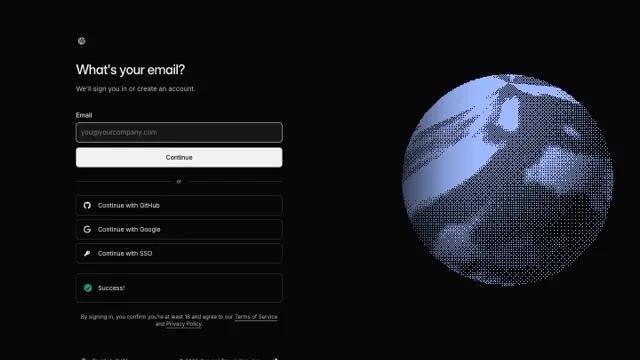 What's your email?
We'll sign you in or create an account.
Email
you@yourcompany.com
Continue
or
Continue with GitHub
Continue with Google
Continue with SSO
Success!
By signing in, you confirm you're at least 18 and agree to our Terms of Service
and Privacy Policy.